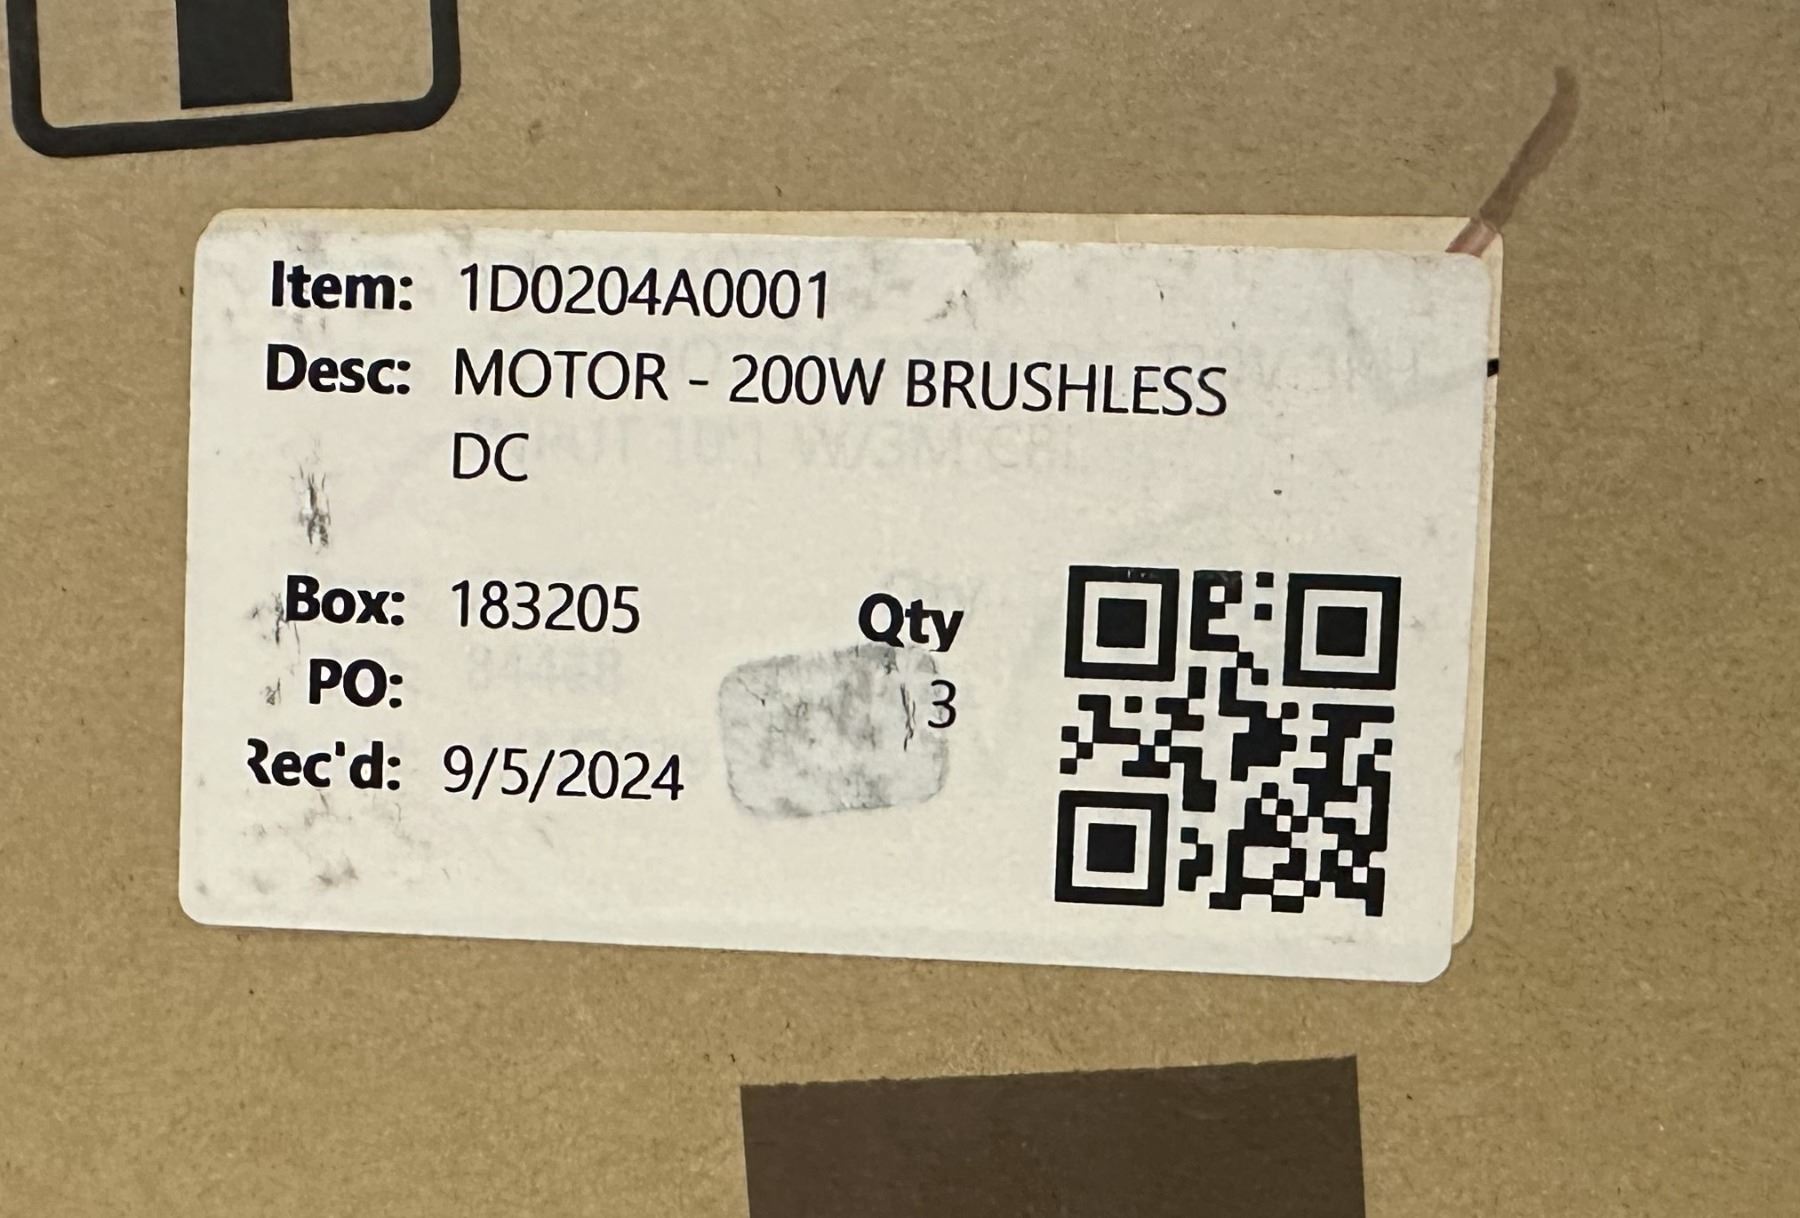 Item: 1D0204A0001
Desc: MOTOR - 200W BRUSHLESS
DC
Box: 183205
Qty
PO:
3
Rec'd: 9/5/2024